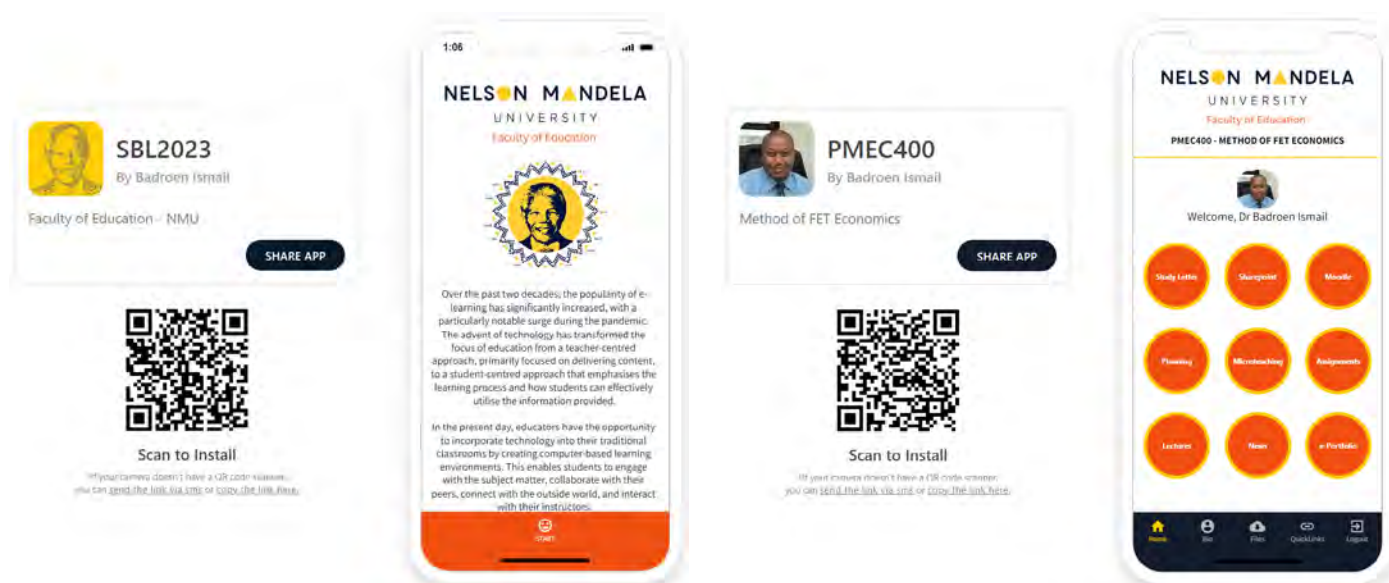 SBL2023
By Badroen Ismail
Faculty of Education - NMU
SHARE APP
Scan to Install
If your camera doesn't have a QR code scanner,
you can send the link via sms or copy the link here.
1:06
NELSON MANDELA
UNIVERSITY
Faculty of Education
Over the past two decades, the popularity of e-
learning has significantly increased, with a
particularly notable surge during the pandemic.
The advent of technology has transformed the
focus of education from a teacher-centred
approach, primarily focused on delivering content,
to a student-centred approach that emphasises the
learning process and how students can effectively
utilise the information provided.
In the present day, educators have the opportunity
to incorporate technology into their traditional
classrooms by creating computer-based learning
environments. This enables students to engage
with the subject matter, collaborate with their
peers, connect with the outside world, and interact
with their instructors.
START
PMEC400
By Badroen Ismail
Method of FET Economics
SHARE APP
Scan to Install
If your camera doesn't have a QR code scanner,
you can send the link via sms or copy the link here.
NELSON MANDELA
UNIVERSITY
Faculty of Education
PMEC400 - METHOD OF FET ECONOMICS
Welcome, Dr Badroen Ismail
Study Letter
Sharepoint
Moodle
Planning
Microteaching
Assignments
Lectures
News
e-Portfolio
Home
Bio
Files
QuickLinks
Logout